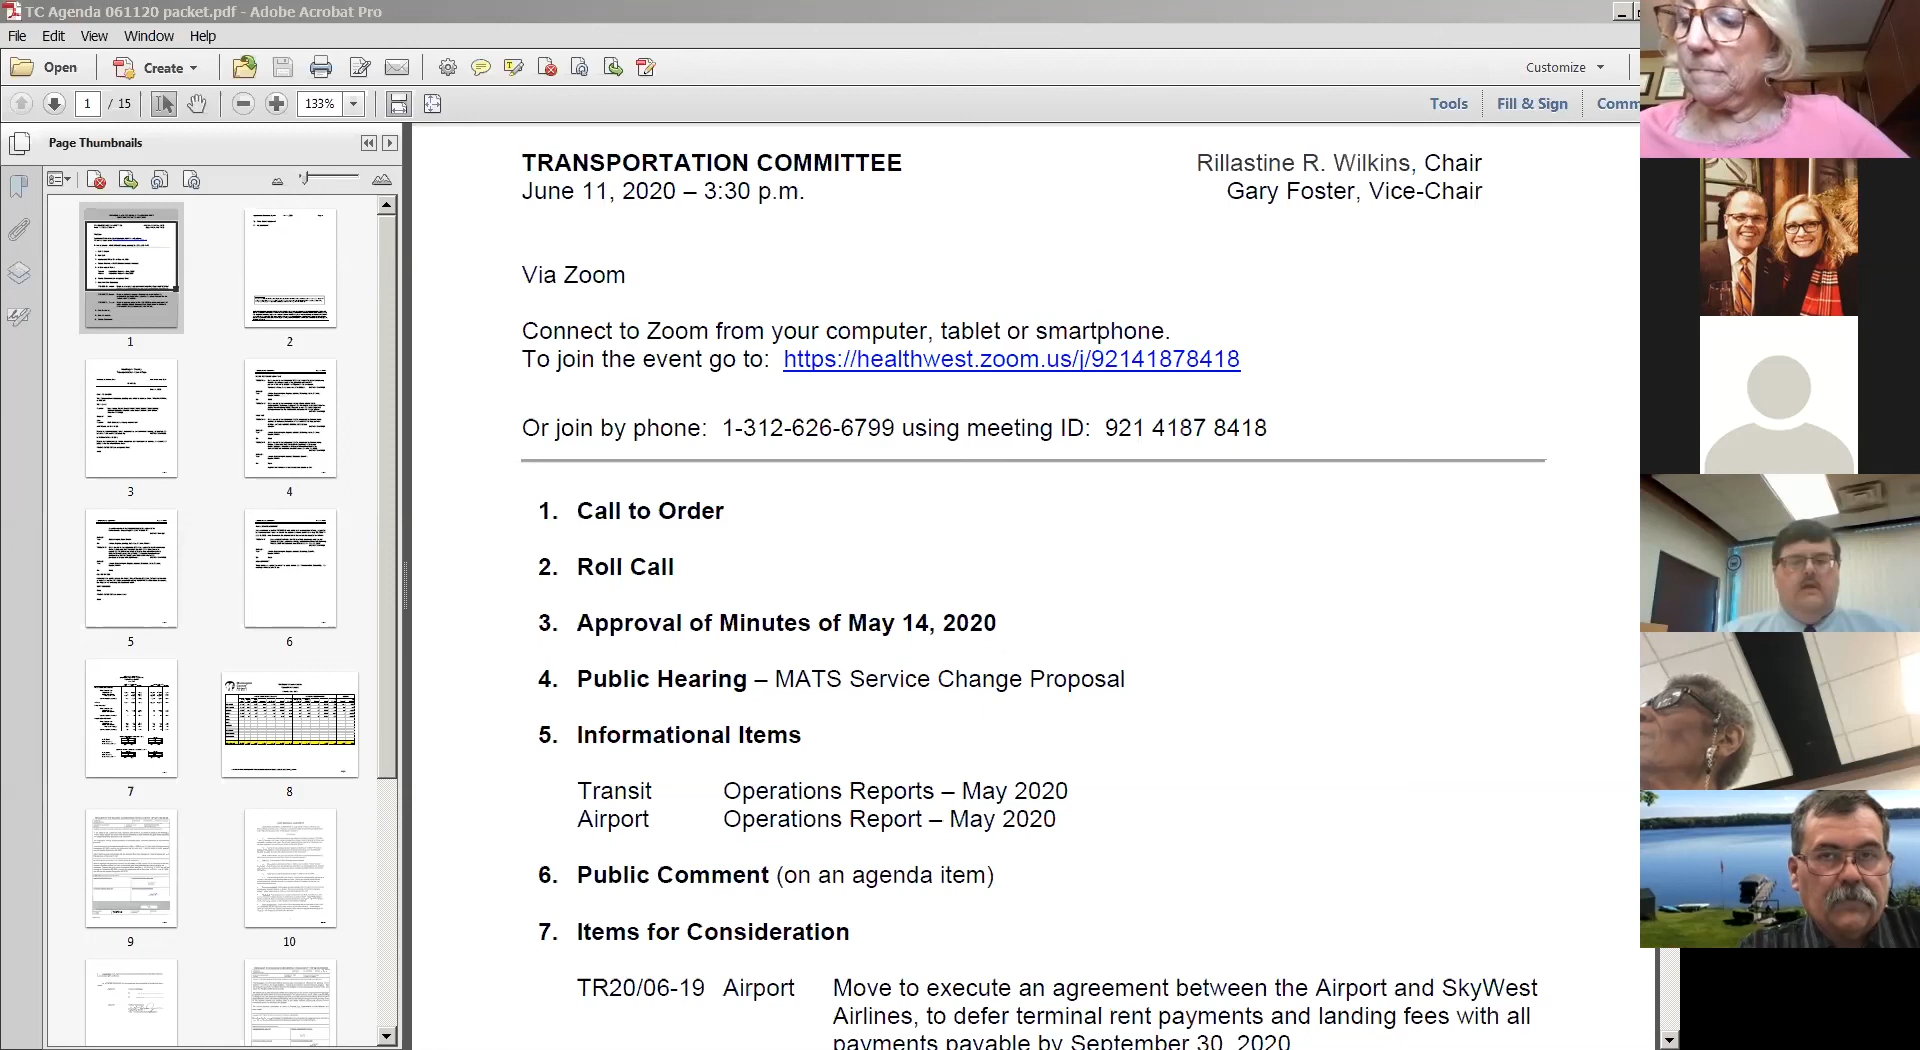 TC Agenda 061120 packet.pdf - Adobe Acrobat Pro
File Edit View Window Help
Open Create Customize
1 / 15 133% Tools Fill & Sign Comm
Page Thumbnails
1 2
3 4
5 6
7 8
9 10
TRANSPORTATION COMMITTEE Rillastine R. Wilkins, Chair
June 11, 2020 – 3:30 p.m. Gary Foster, Vice-Chair
Via Zoom
Connect to Zoom from your computer, tablet or smartphone.
To join the event go to: https://healthwest.zoom.us/j/92141878418
Or join by phone: 1-312-626-6799 using meeting ID: 921 4187 8418
1. Call to Order
2. Roll Call
3. Approval of Minutes of May 14, 2020
4. Public Hearing – MATS Service Change Proposal
5. Informational Items
Transit Operations Reports – May 2020
Airport Operations Report – May 2020
6. Public Comment (on an agenda item)
7. Items for Consideration
TR20/06-19 Airport Move to execute an agreement between the Airport and SkyWest
Airlines, to defer terminal rent payments and landing fees with all
payments payable by September 30, 2020